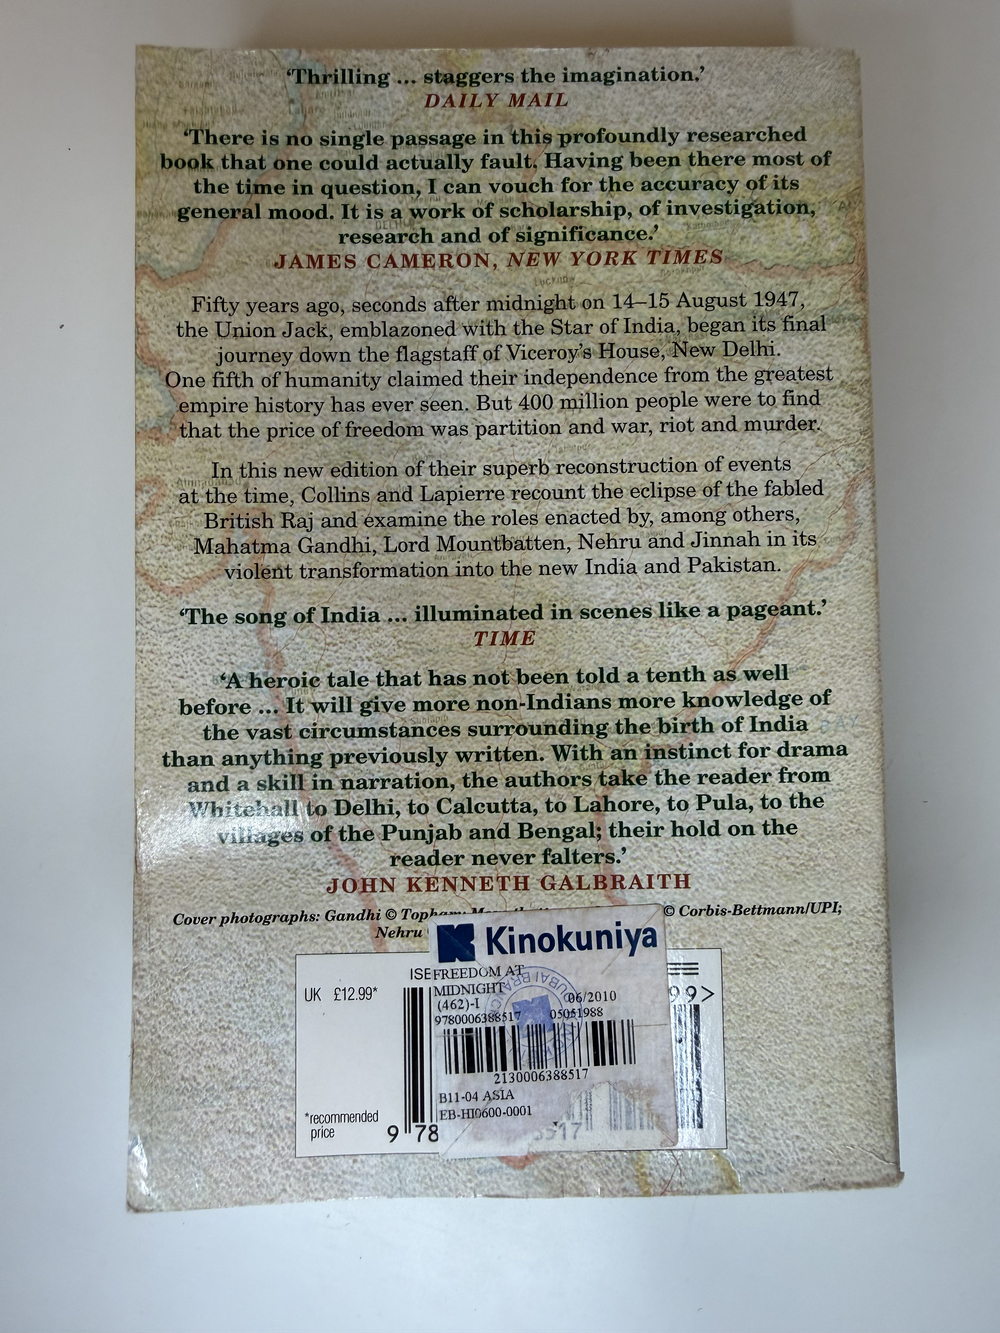 ‘Thrilling ... staggers the imagination.’
DAILY MAIL
‘There is no single passage in this profoundly researched
book that one could actually fault. Having been there most of
the time in question, I can vouch for the accuracy of its
general mood. It is a work of scholarship, of investigation,
research and of significance.’
JAMES CAMERON, NEW YORK TIMES
Fifty years ago, seconds after midnight on 14–15 August 1947,
the Union Jack, emblazoned with the Star of India, began its final
journey down the flagstaff of Viceroy’s House, New Delhi.
One fifth of humanity claimed their independence from the greatest
empire history has ever seen. But 400 million people were to find
that the price of freedom was partition and war, riot and murder.
In this new edition of their superb reconstruction of events
at the time, Collins and Lapierre recount the eclipse of the fabled
British Raj and examine the roles enacted by, among others,
Mahatma Gandhi, Lord Mountbatten, Nehru and Jinnah in its
violent transformation into the new India and Pakistan.
‘The song of India ... illuminated in scenes like a pageant.’
TIME
‘A heroic tale that has not been told a tenth as well
before ... It will give more non-Indians more knowledge of
the vast circumstances surrounding the birth of India
than anything previously written. With an instinct for drama
and a skill in narration, the authors take the reader from
Whitehall to Delhi, to Calcutta, to Lahore, to Pula, to the
villages of the Punjab and Bengal; their hold on the
reader never falters.’
JOHN KENNETH GALBRAITH
Cover photographs: Gandhi © Topham; © Corbis-Bettmann/UPI;
Nehru
Kinokuniya
FREEDOM AT
MIDNIGHT
(462)-I 06/2010
9780006388517 05051988
2130006388517
B11-04 ASIA
EB-HI0600-0001
UK £12.99*
*recommended
price
9 78
99>